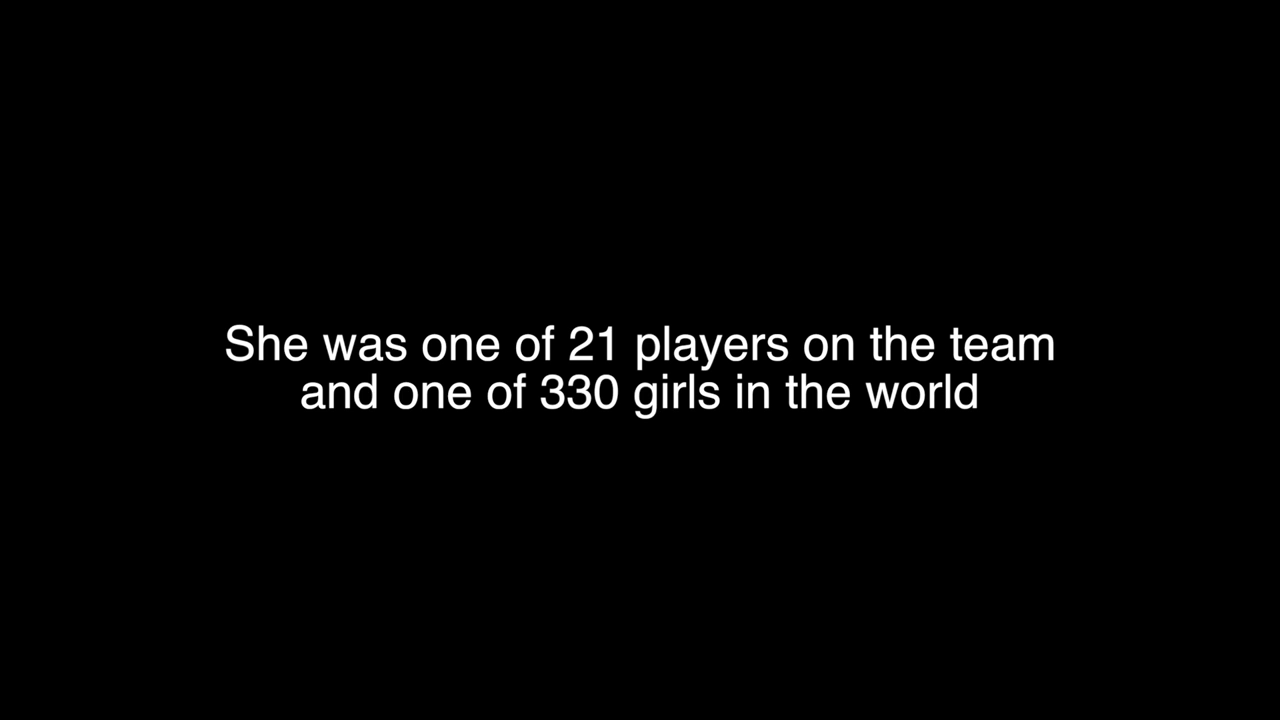 She was one of 21 players on the team
and one of 330 girls in the world